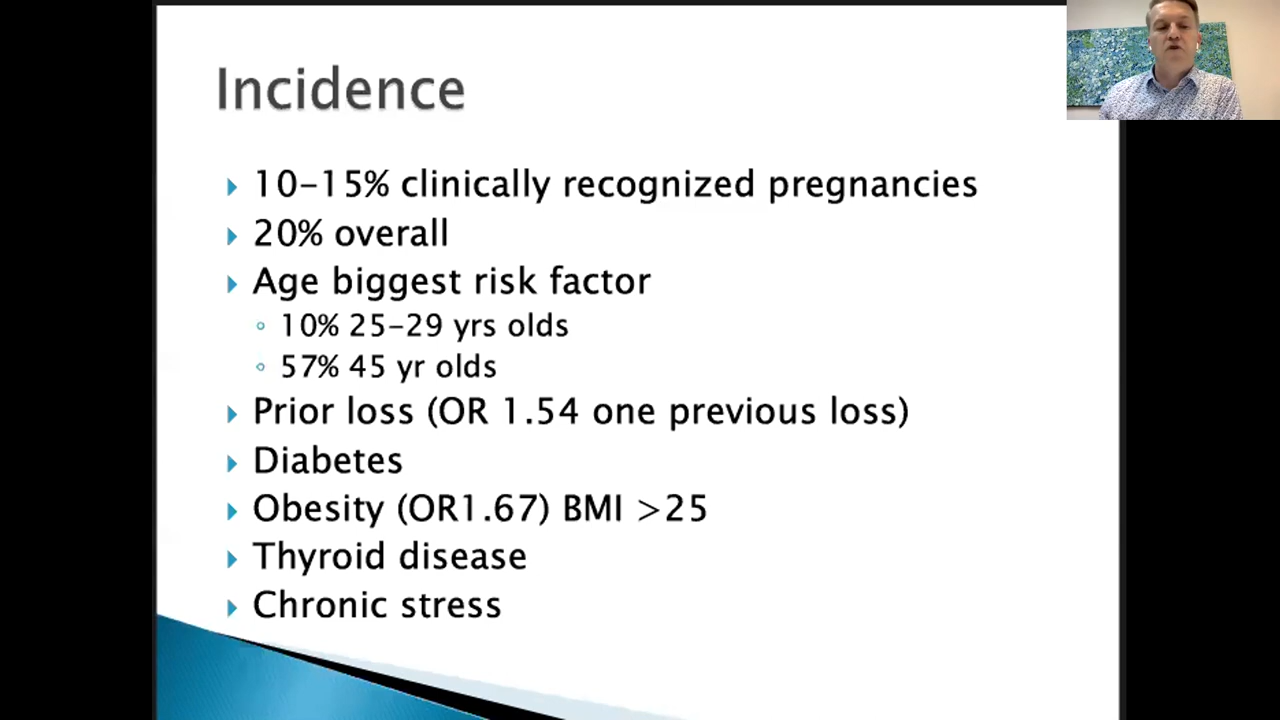 Incidence
10-15% clinically recognized pregnancies
20% overall
Age biggest risk factor
10% 25-29 yrs olds
57% 45 yr olds
Prior loss (OR 1.54 one previous loss)
Diabetes
Obesity (OR1.67) BMI >25
Thyroid disease
Chronic stress